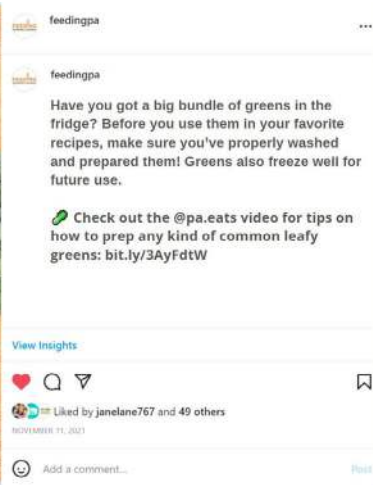 feedingpa
feedingpa
Have you got a big bundle of greens in the
fridge? Before you use them in your favorite
recipes, make sure you've properly washed
and prepared them! Greens also freeze well for
future use.
Check out the @pa.eats video for tips on
how to prep any kind of common leafy
greens: bit.ly/3AyFdtW
View Insights
Liked by janelane767 and 49 others
NOVEMBER 11, 2021
Add a comment...
Post